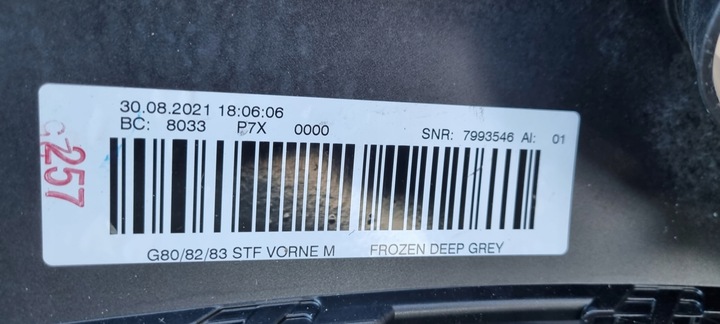 30.08.2021 18:06:06
BC: 8033 P7X 0000 SNR: 7993546 AI: 01
257
G80/82/83 STF VORNE M FROZEN DEEP GREY